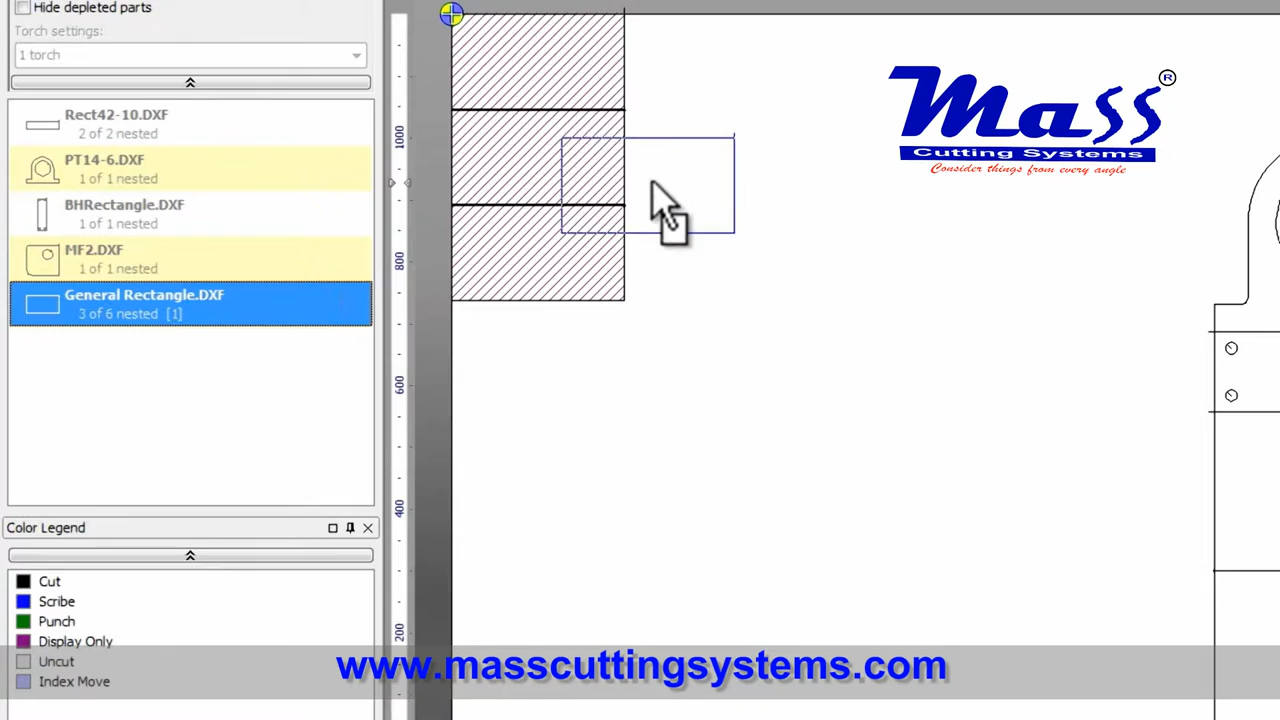 Hide depleted parts
Torch settings:
1 torch
Rect42-10.DXF
2 of 2 nested
PT14-6.DXF
1 of 1 nested
BHRectangle.DXF
1 of 1 nested
MF2.DXF
1 of 1 nested
General Rectangle.DXF
3 of 6 nested [1]
Color Legend
Cut
Scribe
Punch
Display Only
Uncut
Index Move
1000
800
600
400
200
Mass ®
Cutting Systems
Consider things from every angle
www.masscuttingsystems.com